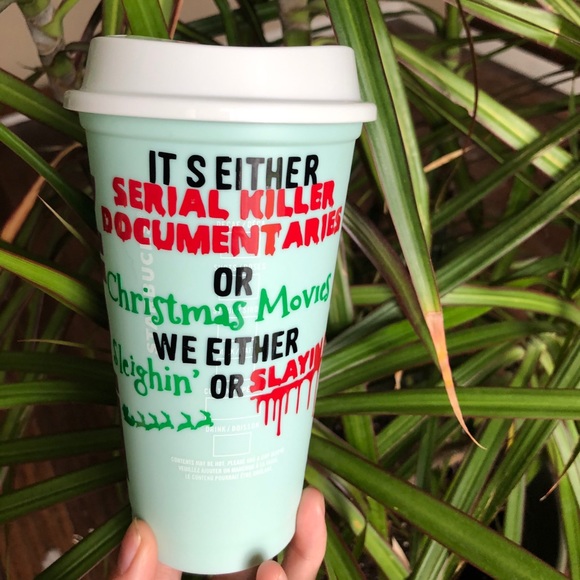 IT S EITHER
SERIAL KILLER
DOCUMENTARIES
OR
Christmas Movies
WE EITHER
Sleighin' OR SLAYIN